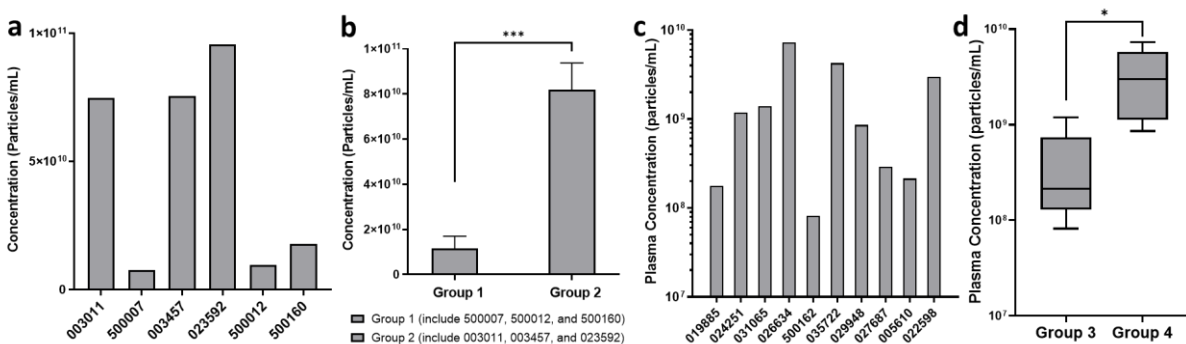 a
Concentration (Particles/mL)
1×10¹¹
5×10¹⁰
0
003011
500007
003457
023592
500012
500160
b
***
Concentration (Particles/mL)
1×10¹¹
8×10¹⁰
6×10¹⁰
4×10¹⁰
2×10¹⁰
0
Group 1
Group 2
Group 1 (include 500007, 500012, and 500160)
Group 2 (include 003011, 003457, and 023592)
c
Plasma Concentration (Particles/mL)
10¹⁰
10⁹
10⁸
10⁷
019885
024251
031065
026634
500162
035722
029948
027687
005610
022598
d
*
Plasma Concentration (particles/mL)
10¹⁰
10⁹
10⁸
10⁷
Group 3
Group 4